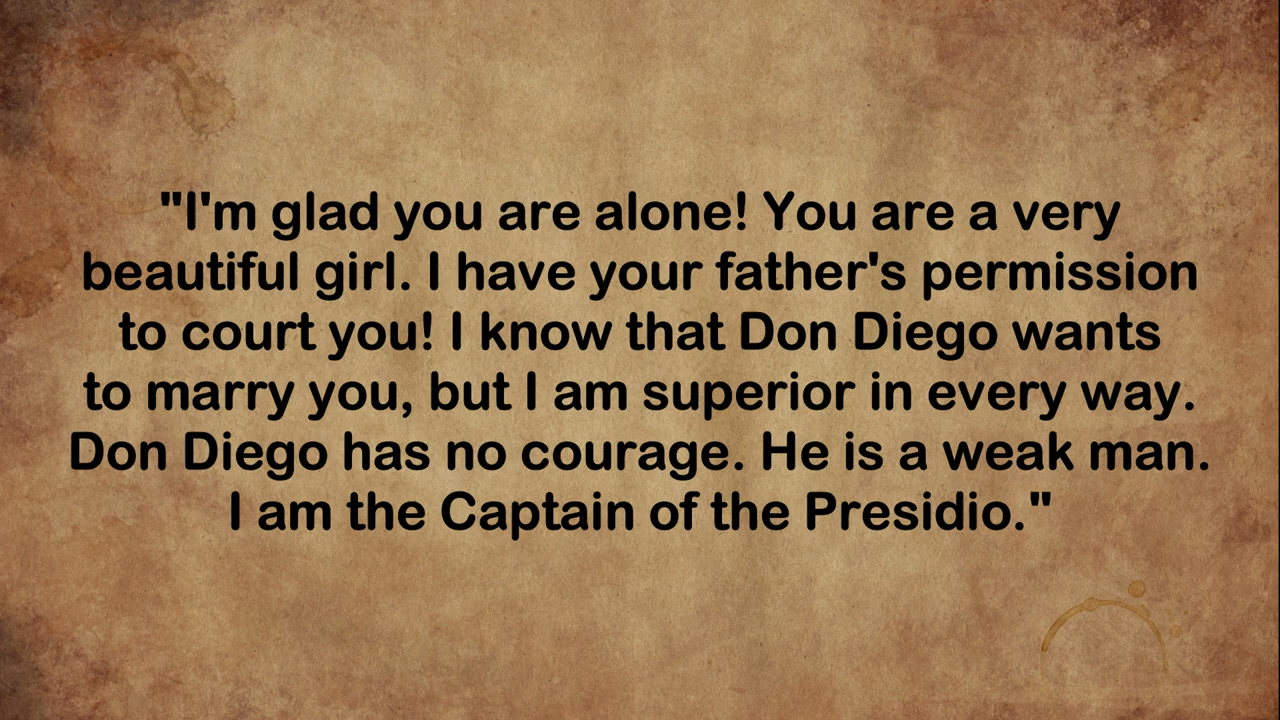 "I'm glad you are alone! You are a very
beautiful girl. I have your father's permission
to court you! I know that Don Diego wants
to marry you, but I am superior in every way.
Don Diego has no courage. He is a weak man.
I am the Captain of the Presidio."